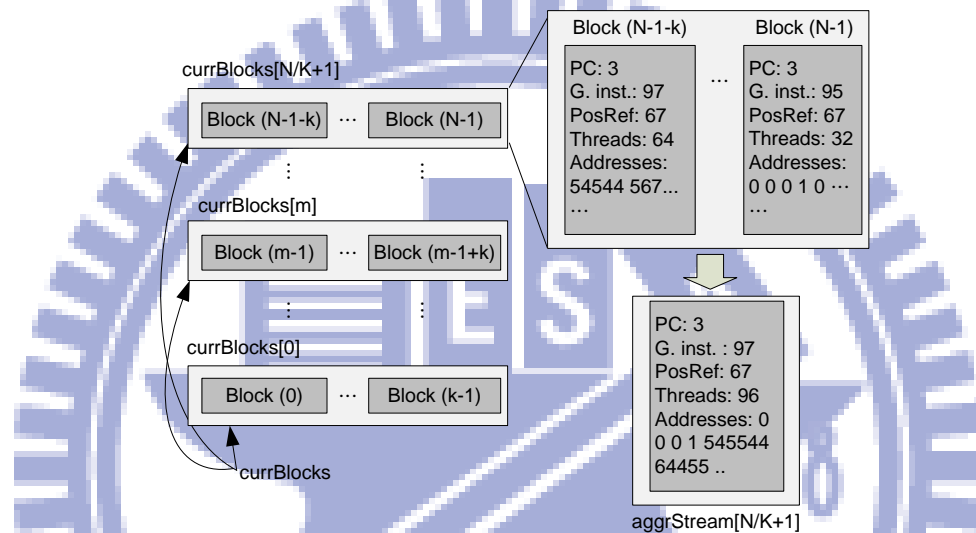 currBlocks[N/K+1]
Block (N-1-k) ... Block (N-1)
⋮ ⋮
currBlocks[m]
Block (m-1) ... Block (m-1+k)
⋮ ⋮
currBlocks[0]
Block (0) ... Block (k-1)
currBlocks
Block (N-1-k)
PC: 3
G. inst.: 97
PosRef: 67
Threads: 64
Addresses:
54544 567...
...
...
Block (N-1)
PC: 3
G. inst.: 95
PosRef: 67
Threads: 32
Addresses:
0 0 0 1 0 ...
...
PC: 3
G. inst. : 97
PosRef: 67
Threads: 96
Addresses: 0
0 0 1 545544
64455 ..
aggrStream[N/K+1]
E S
8